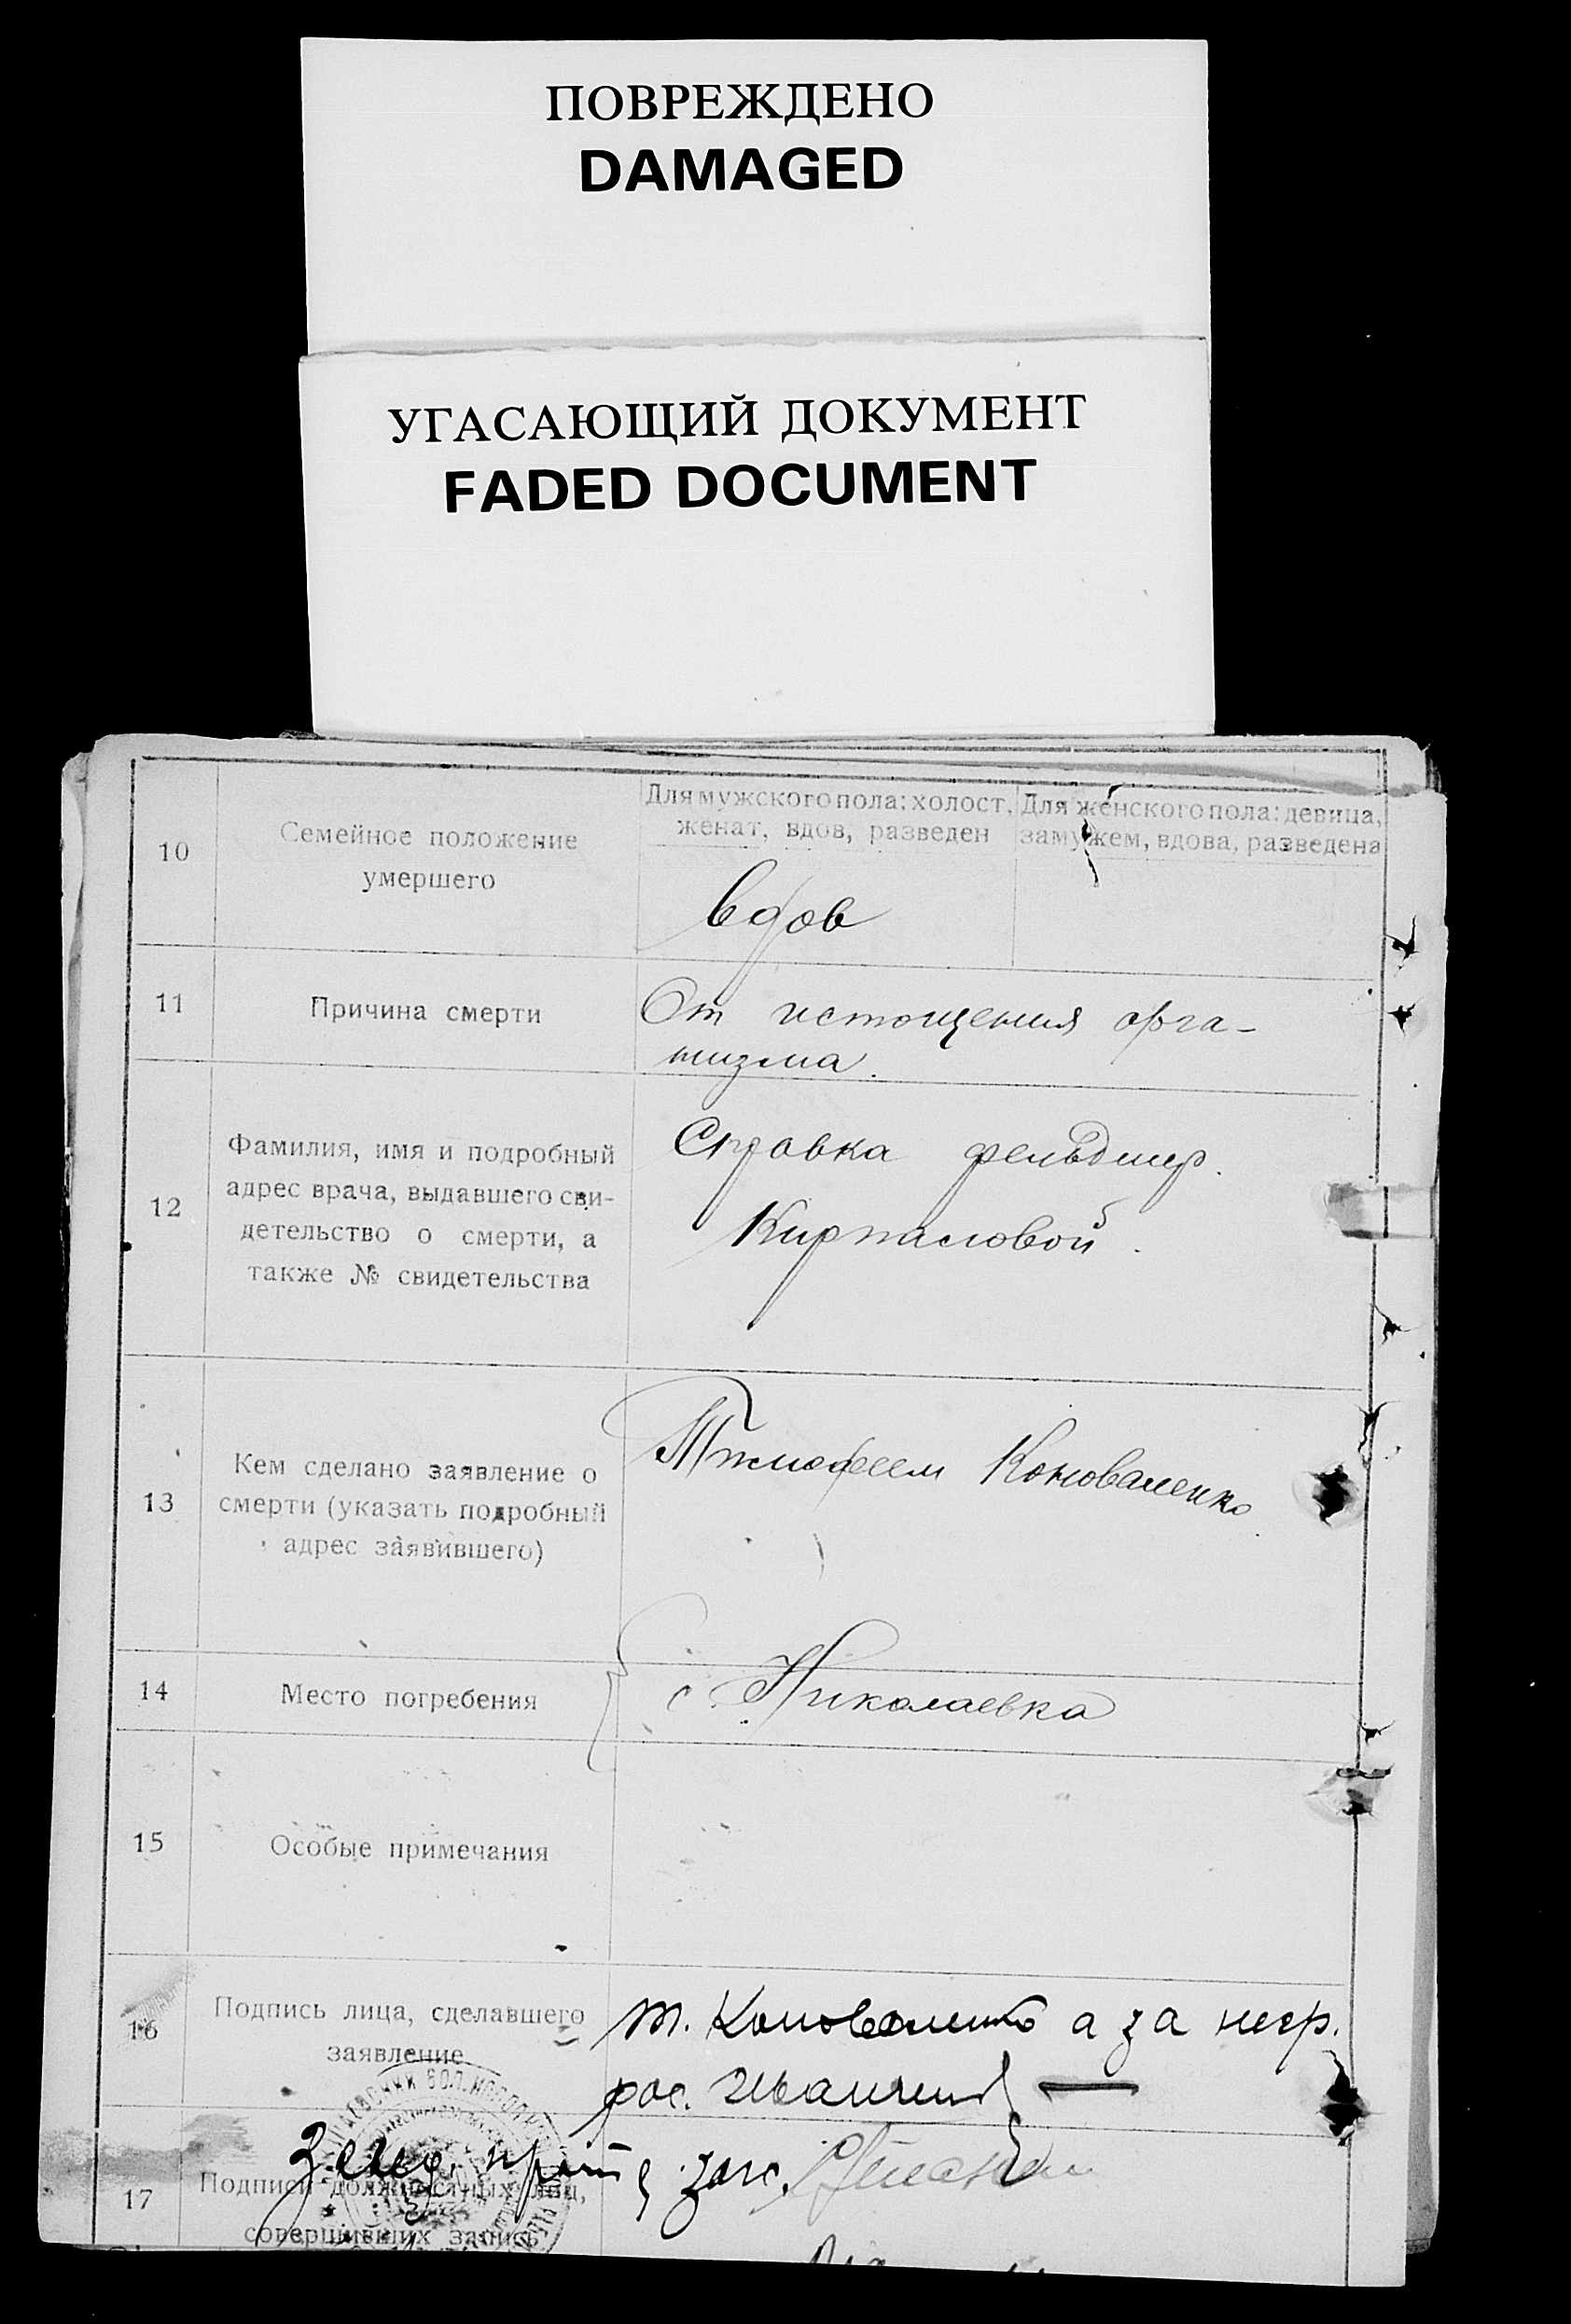 ПОВРЕЖДЕНО
DAMAGED
УГАСАЮЩИЙ ДОКУМЕНТ
FADED DOCUMENT
10
Семейное положение
умершего
Для мужского пола: холост,
женат, вдов, разведен
Для женского пола: девица,
замужем, вдова, разведена
вдов
11
Причина смерти
От истощения орга-
низма.
12
Фамилия, имя и подробный
адрес врача, выдавшего сви-
детельство о смерти, а
также № свидетельства
Справка фельдшер.
13
Кем сделано заявление о
смерти (указать подробный
адрес заявившего)
Тимофеем Коноваленко
14
Место погребения
с. Николаевка
15
Особые примечания
16
Подпись лица, сделавшего
заявление
т. Коноваленко а за негр.
рос.
17
Подписи должностных лиц,
совершивших запись
загс.